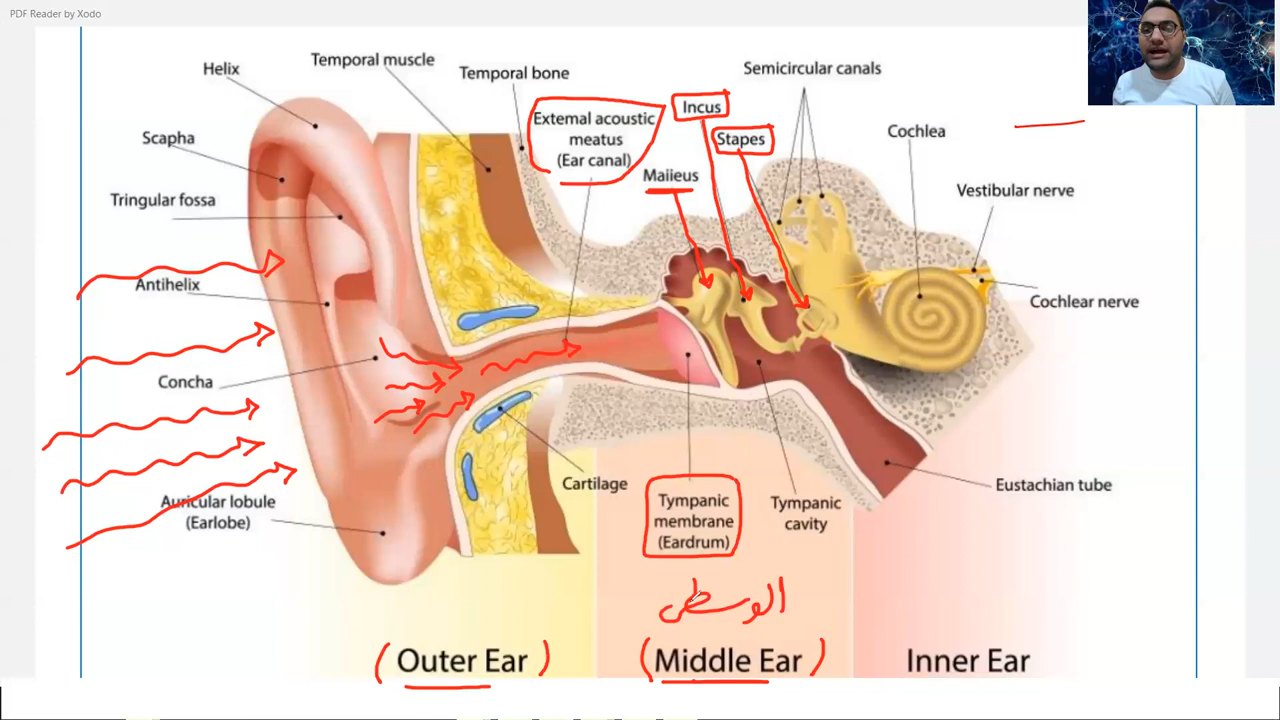 PDF Reader by Xodo
Helix
Temporal muscle
Temporal bone
Semicircular canals
Scapha
External acoustic
meatus
(Ear canal)
Incus
Stapes
Cochlea
Maiieus
Vestibular nerve
Tringular fossa
Antihelix
Cochlear nerve
Concha
Auricular lobule
(Earlobe)
Cartilage
Tympanic
membrane
(Eardrum)
Tympanic
cavity
Eustachian tube
الوسطى
(Outer Ear)
(Middle Ear)
Inner Ear